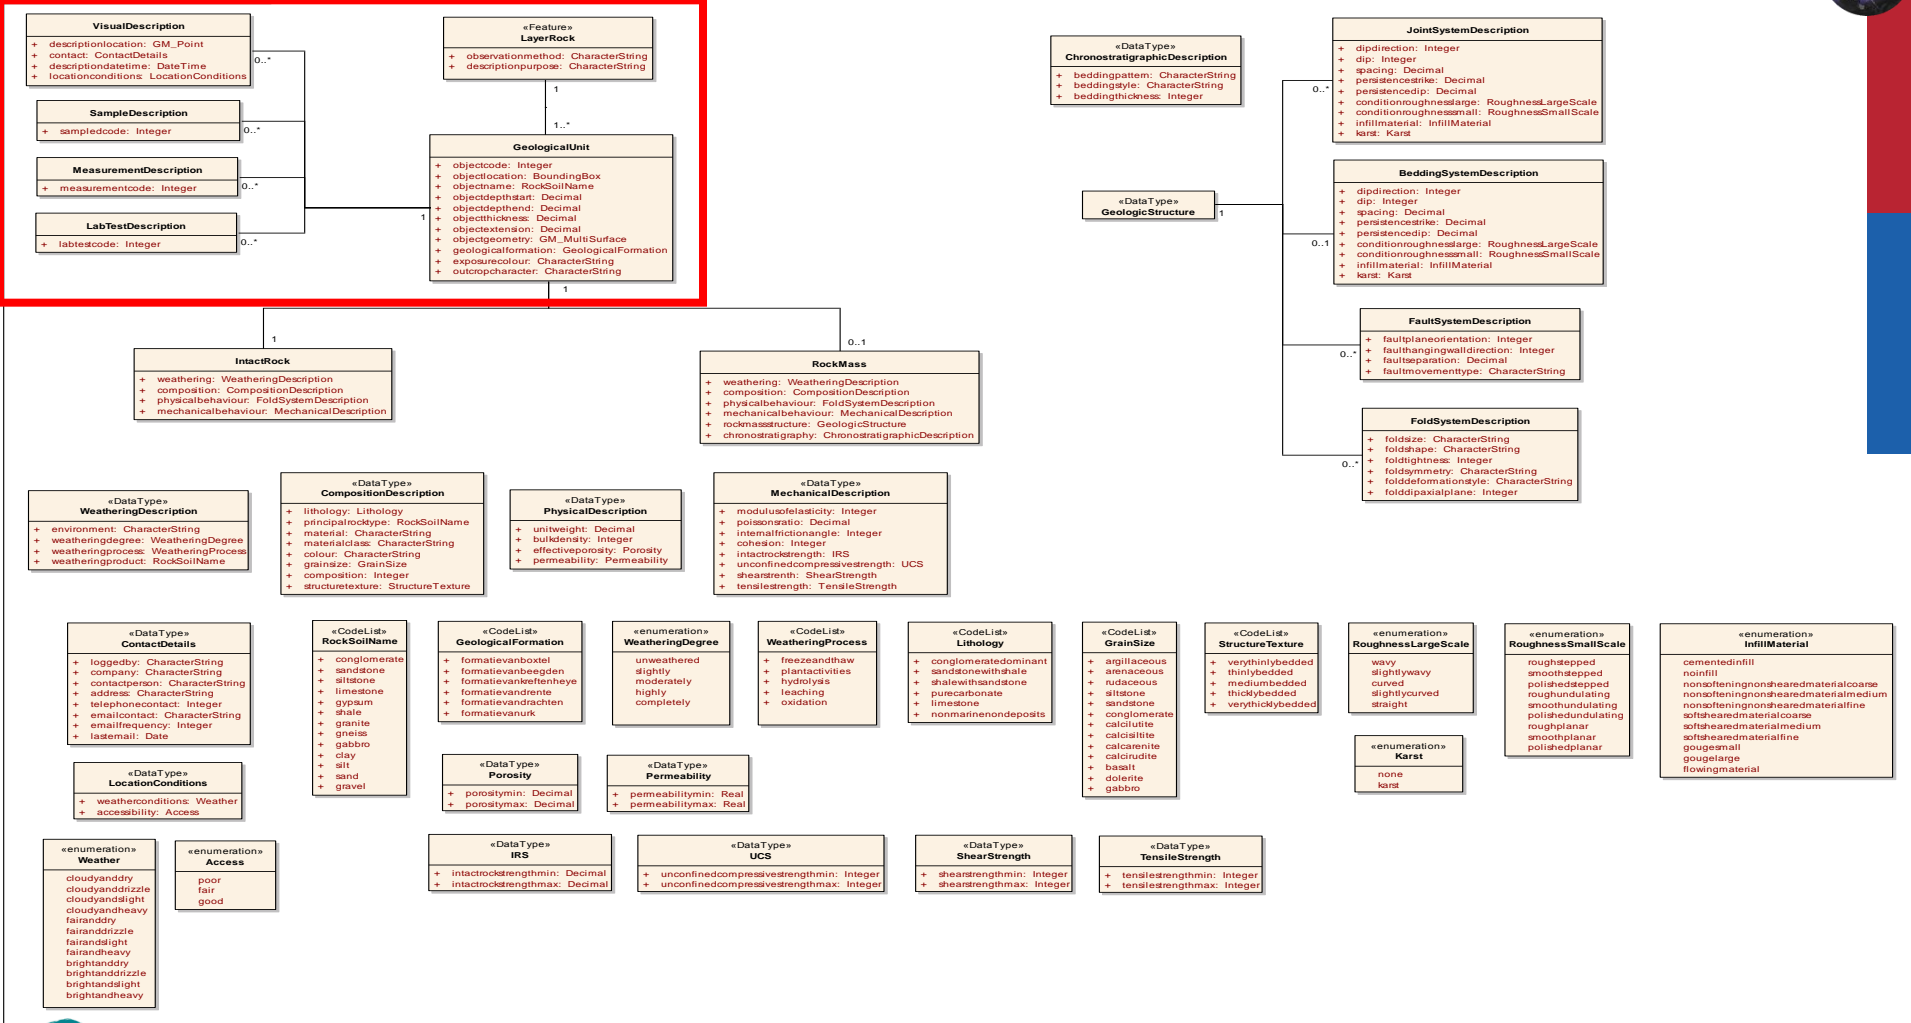 VisualDescription
+ descriptionlocation: GM_Point
+ contact: ContactDetails
+ descriptiondatetime: DateTime
+ locationconditions: LocationConditions
0..*
SampleDescription
+ sampledcode: Integer
0..*
MeasurementDescription
+ measurementcode: Integer
0..*
LabTestDescription
+ labtestcode: Integer
0..*
«Feature»
LayerRock
+ observationmethod: CharacterString
+ descriptionpurpose: CharacterString
1
1..*
GeologicalUnit
+ objectcode: Integer
+ objectlocation: BoundingBox
+ objectname: RockSoilName
+ objectdepthstart: Decimal
+ objectdepthend: Decimal
+ objectthickness: Decimal
+ objectextension: Decimal
+ objectgeometry: GM_MultiSurface
+ geologicalformation: GeologicalFormation
+ exposurecolour: CharacterString
+ outcropcharacter: CharacterString
1
1
1
IntactRock
+ weathering: WeatheringDescription
+ composition: CompositionDescription
+ physicalbehaviour: FoldSystemDescription
+ mechanicalbehaviour: MechanicalDescription
0..1
RockMass
+ weathering: WeatheringDescription
+ composition: CompositionDescription
+ physicalbehaviour: FoldSystemDescription
+ mechanicalbehaviour: MechanicalDescription
+ rockmassstructure: GeologicStructure
+ chronostratigraphy: ChronostratigraphicDescription
«DataType»
ChronostratigraphicDescription
+ beddingpattern: CharacterString
+ beddingstyle: CharacterString
+ beddingthickness: Integer
«DataType»
GeologicStructure
1
JointSystemDescription
+ dipdirection: Integer
+ dip: Integer
+ spacing: Decimal
+ persistencestrike: Decimal
+ persistencedip: Decimal
+ conditionroughnesslarge: RoughnessLargeScale
+ conditionroughnesssmall: RoughnessSmallScale
+ infillmaterial: InfillMaterial
+ karst: Karst
0..*
BeddingSystemDescription
+ dipdirection: Integer
+ dip: Integer
+ spacing: Decimal
+ persistencestrike: Decimal
+ persistencedip: Decimal
+ conditionroughnesslarge: RoughnessLargeScale
+ conditionroughnesssmall: RoughnessSmallScale
+ infillmaterial: InfillMaterial
+ karst: Karst
0..1
FaultSystemDescription
+ faultplaneorientation: Integer
+ faulthangingwalldirection: Integer
+ faultseparation: Decimal
+ faultmovementtype: CharacterString
0..*
FoldSystemDescription
+ foldsize: CharacterString
+ foldshape: CharacterString
+ foldtightness: Integer
+ foldsymmetry: CharacterString
+ folddeformationstyle: CharacterString
+ folddipaxialplane: Integer
0..*
«DataType»
WeatheringDescription
+ environment: CharacterString
+ weatheringdegree: WeatheringDegree
+ weatheringprocess: WeatheringProcess
+ weatheringproduct: RockSoilName
«DataType»
CompositionDescription
+ lithology: Lithology
+ principalrocktype: RockSoilName
+ material: CharacterString
+ materialclass: CharacterString
+ colour: CharacterString
+ grainsize: GrainSize
+ composition: Integer
+ structuretexture: StructureTexture
«DataType»
PhysicalDescription
+ unitweight: Decimal
+ bulkdensity: Integer
+ effectiveporosity: Porosity
+ permeability: Permeability
«DataType»
MechanicalDescription
+ modulusofelasticity: Integer
+ poissonsratio: Decimal
+ internalfrictionangle: Integer
+ cohesion: Integer
+ intactrockstrength: IRS
+ unconfinedcompressivestrength: UCS
+ shearstrenth: ShearStrength
+ tensilestrength: TensileStrength
«DataType»
ContactDetails
+ loggedby: CharacterString
+ company: CharacterString
+ contactperson: CharacterString
+ address: CharacterString
+ telephonecontact: Integer
+ emailcontact: CharacterString
+ emailfrequency: Integer
+ lastemail: Date
«CodeList»
RockSoilName
+ conglomerate
+ sandstone
+ siltstone
+ limestone
+ gypsum
+ shale
+ granite
+ gneiss
+ gabbro
+ clay
+ silt
+ sand
+ gravel
«CodeList»
GeologicalFormation
+ formatievanboxtel
+ formatievanbeegden
+ formatievankreftenheye
+ formatievandrente
+ formatievandrachten
+ formatievanurk
«enumeration»
WeatheringDegree
unweathered
slightly
moderately
highly
completely
«CodeList»
WeatheringProcess
+ freezeandthaw
+ plantactivities
+ hydrolysis
+ leaching
+ oxidation
«CodeList»
Lithology
+ conglomeratedominant
+ sandstonewithshale
+ shalewithsandstone
+ purecarbonate
+ limestone
+ nonmarinenondeposits
«CodeList»
GrainSize
+ argillaceous
+ arenaceous
+ rudaceous
+ siltstone
+ sandstone
+ conglomerate
+ calcilutite
+ calcisiltite
+ calcarenite
+ calcirudite
+ basalt
+ dolerite
+ gabbro
«CodeList»
StructureTexture
+ verythinlybedded
+ thinlybedded
+ mediumbedded
+ thicklybedded
+ verythicklybedded
«enumeration»
RoughnessLargeScale
wavy
slightlywavy
curved
slightlycurved
straight
«enumeration»
RoughnessSmallScale
roughstepped
smoothstepped
polishedstepped
roughundulating
smoothundulating
polishedundulating
roughplanar
smoothplanar
polishedplanar
«enumeration»
InfillMaterial
cementedinfill
noinfill
nonsofteningnonshearedmaterialcoarse
nonsofteningnonshearedmaterialmedium
nonsofteningnonshearedmaterialfine
softshearedmaterialcoarse
softshearedmaterialmedium
softshearedmaterialfine
gougesmall
gougelarge
flowingmaterial
«enumeration»
Karst
none
karst
«DataType»
LocationConditions
+ weatherconditions: Weather
+ accessibility: Access
«DataType»
Porosity
+ porositymin: Decimal
+ porositymax: Decimal
«DataType»
Permeability
+ permeabilitymin: Real
+ permeabilitymax: Real
«enumeration»
Weather
cloudyanddry
cloudyanddrizzle
cloudyandslight
cloudyandheavy
fairanddry
fairanddrizzle
fairandslight
fairandheavy
brightanddry
brightanddrizzle
brightandslight
brightandheavy
«enumeration»
Access
poor
fair
good
«DataType»
IRS
+ intactrockstrengthmin: Decimal
+ intactrockstrengthmax: Decimal
«DataType»
UCS
+ unconfinedcompressivestrengthmin: Integer
+ unconfinedcompressivestrengthmax: Integer
«DataType»
ShearStrength
+ shearstrengthmin: Integer
+ shearstrengthmax: Integer
«DataType»
TensileStrength
+ tensilestrengthmin: Integer
+ tensilestrengthmax: Integer